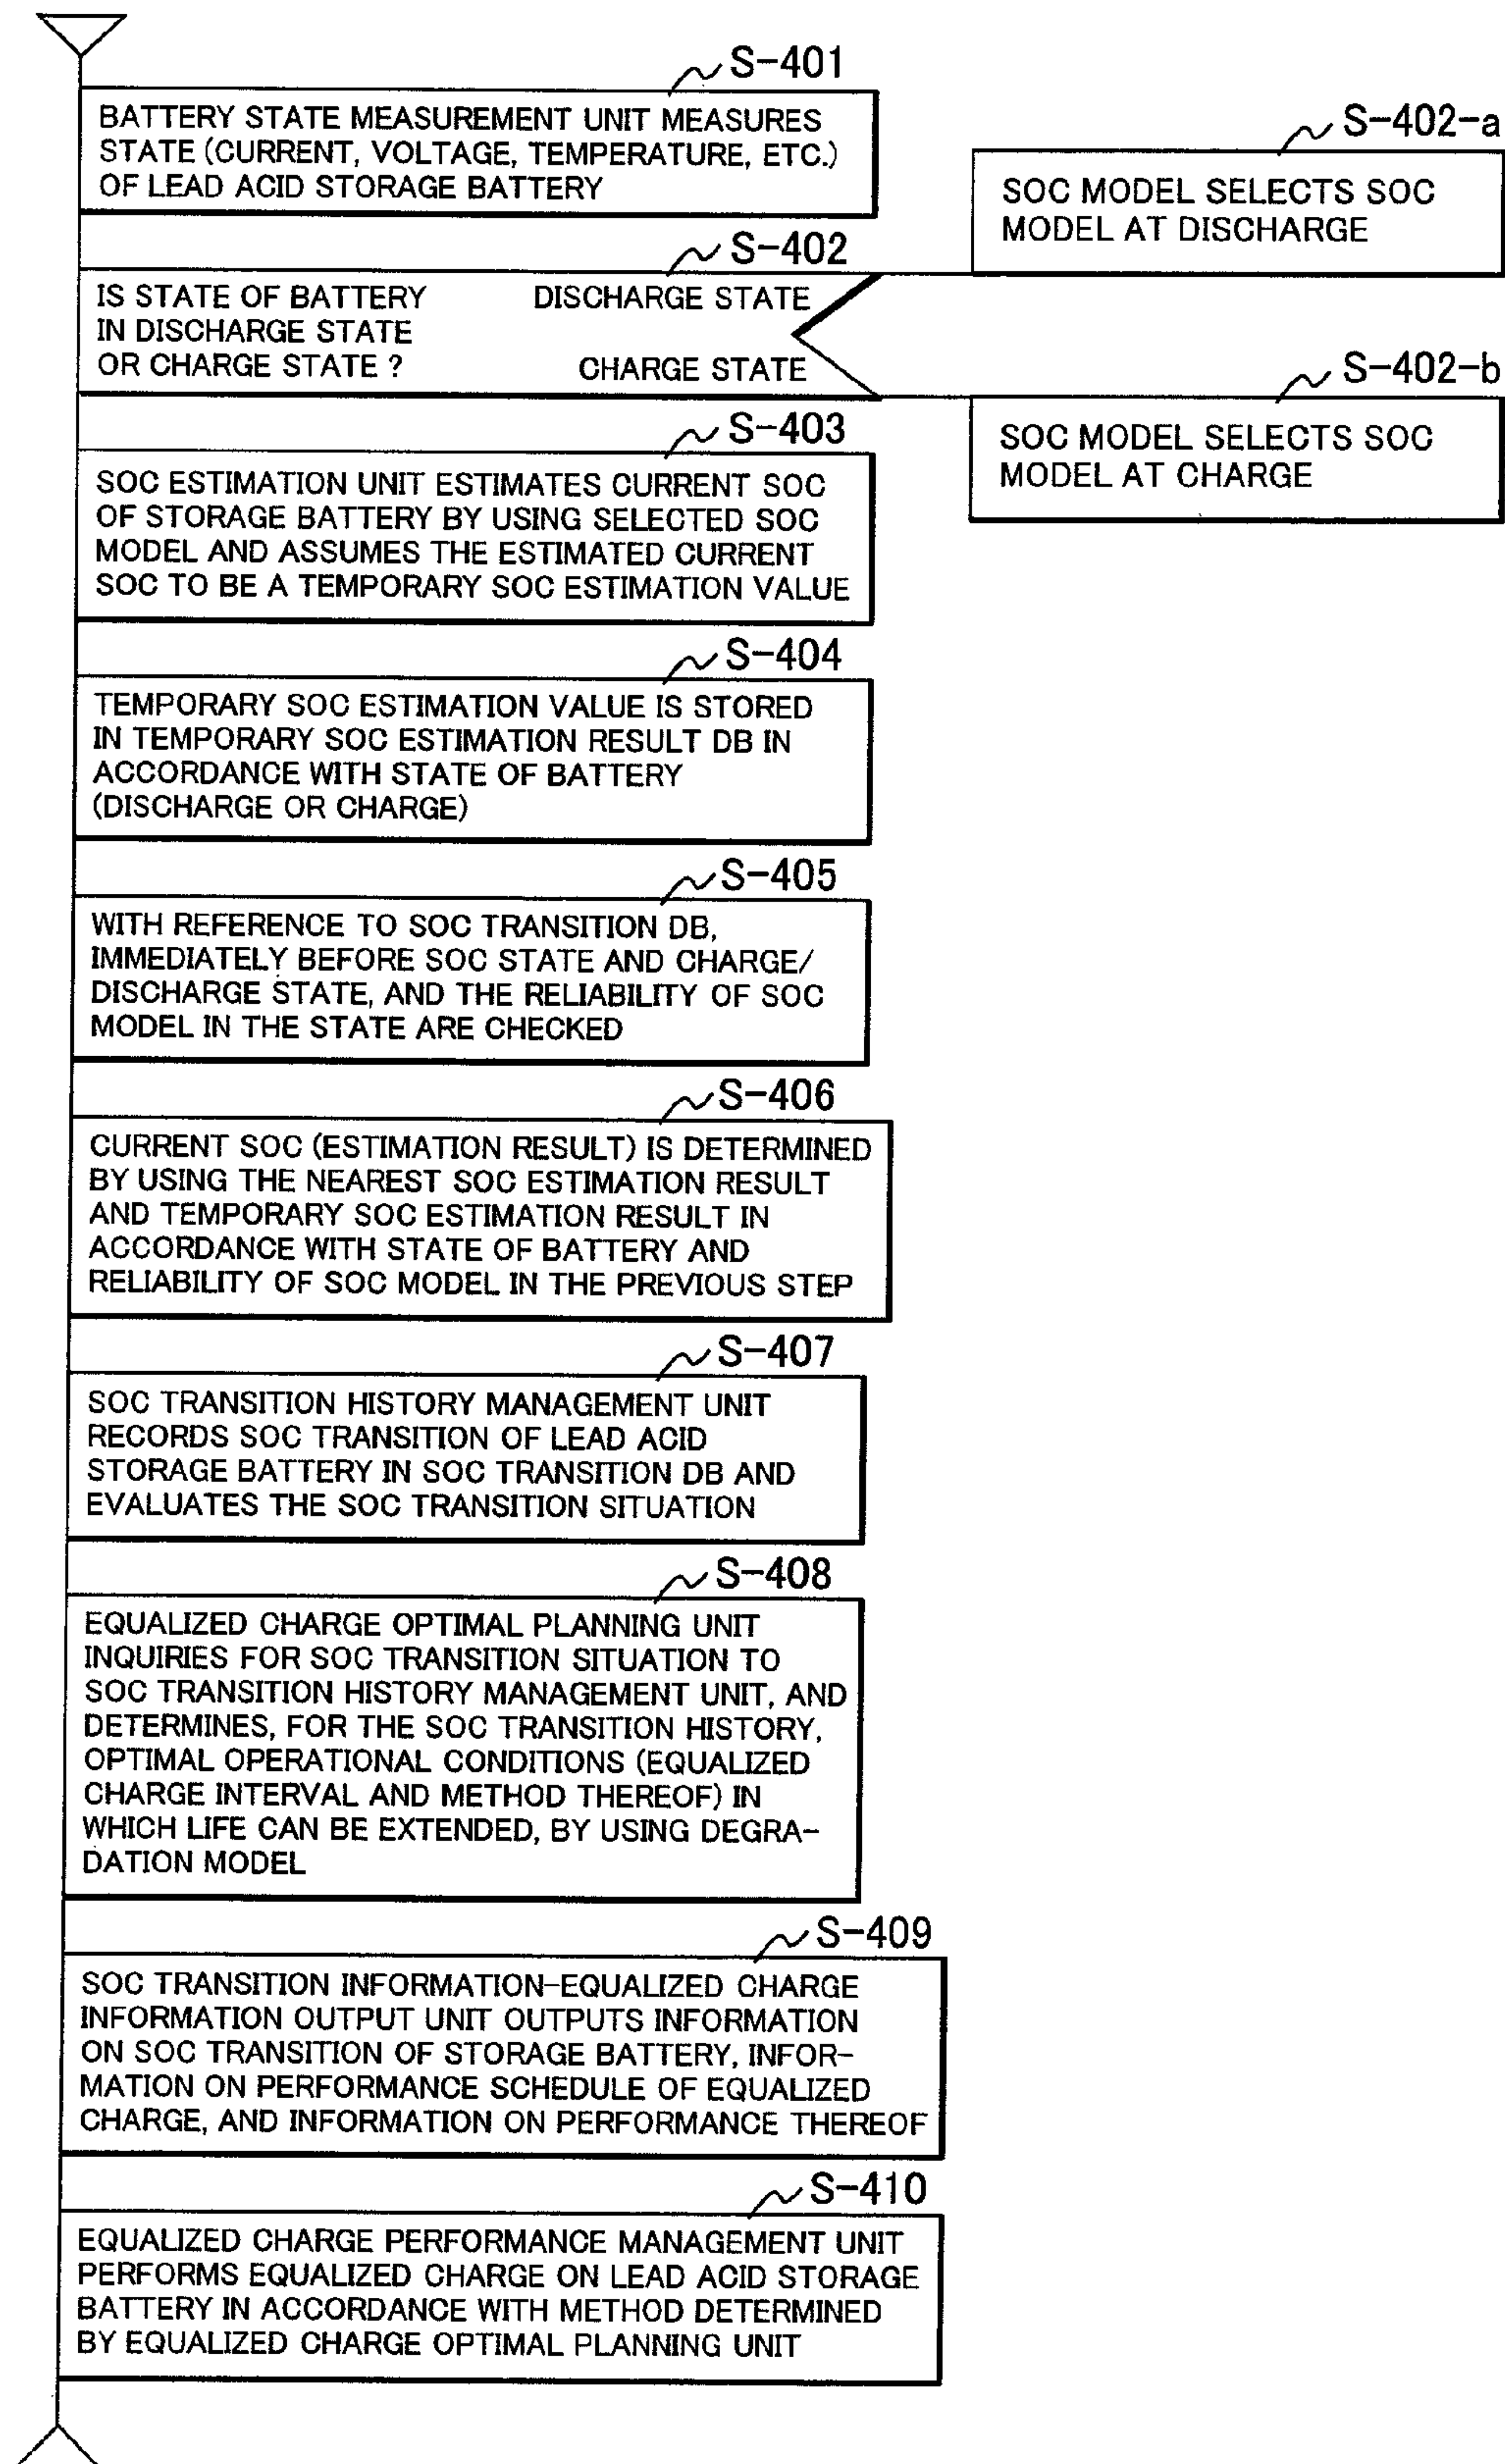 S-401
BATTERY STATE MEASUREMENT UNIT MEASURES
STATE (CURRENT, VOLTAGE, TEMPERATURE, ETC.)
OF LEAD ACID STORAGE BATTERY
S-402-a
SOC MODEL SELECTS SOC
MODEL AT DISCHARGE
S-402
IS STATE OF BATTERY
IN DISCHARGE STATE
OR CHARGE STATE ?
DISCHARGE STATE
CHARGE STATE
S-402-b
SOC MODEL SELECTS SOC
MODEL AT CHARGE
S-403
SOC ESTIMATION UNIT ESTIMATES CURRENT SOC
OF STORAGE BATTERY BY USING SELECTED SOC
MODEL AND ASSUMES THE ESTIMATED CURRENT
SOC TO BE A TEMPORARY SOC ESTIMATION VALUE
S-404
TEMPORARY SOC ESTIMATION VALUE IS STORED
IN TEMPORARY SOC ESTIMATION RESULT DB IN
ACCORDANCE WITH STATE OF BATTERY
(DISCHARGE OR CHARGE)
S-405
WITH REFERENCE TO SOC TRANSITION DB,
IMMEDIATELY BEFORE SOC STATE AND CHARGE/
DISCHARGE STATE, AND THE RELIABILITY OF SOC
MODEL IN THE STATE ARE CHECKED
S-406
CURRENT SOC (ESTIMATION RESULT) IS DETERMINED
BY USING THE NEAREST SOC ESTIMATION RESULT
AND TEMPORARY SOC ESTIMATION RESULT IN
ACCORDANCE WITH STATE OF BATTERY AND
RELIABILITY OF SOC MODEL IN THE PREVIOUS STEP
S-407
SOC TRANSITION HISTORY MANAGEMENT UNIT
RECORDS SOC TRANSITION OF LEAD ACID
STORAGE BATTERY IN SOC TRANSITION DB AND
EVALUATES THE SOC TRANSITION SITUATION
S-408
EQUALIZED CHARGE OPTIMAL PLANNING UNIT
INQUIRIES FOR SOC TRANSITION SITUATION TO
SOC TRANSITION HISTORY MANAGEMENT UNIT, AND
DETERMINES, FOR THE SOC TRANSITION HISTORY,
OPTIMAL OPERATIONAL CONDITIONS (EQUALIZED
CHARGE INTERVAL AND METHOD THEREOF) IN
WHICH LIFE CAN BE EXTENDED, BY USING DEGRA-
DATION MODEL
S-409
SOC TRANSITION INFORMATION-EQUALIZED CHARGE
INFORMATION OUTPUT UNIT OUTPUTS INFORMATION
ON SOC TRANSITION OF STORAGE BATTERY, INFOR-
MATION ON PERFORMANCE SCHEDULE OF EQUALIZED
CHARGE, AND INFORMATION ON PERFORMANCE THEREOF
S-410
EQUALIZED CHARGE PERFORMANCE MANAGEMENT UNIT
PERFORMS EQUALIZED CHARGE ON LEAD ACID STORAGE
BATTERY IN ACCORDANCE WITH METHOD DETERMINED
BY EQUALIZED CHARGE OPTIMAL PLANNING UNIT